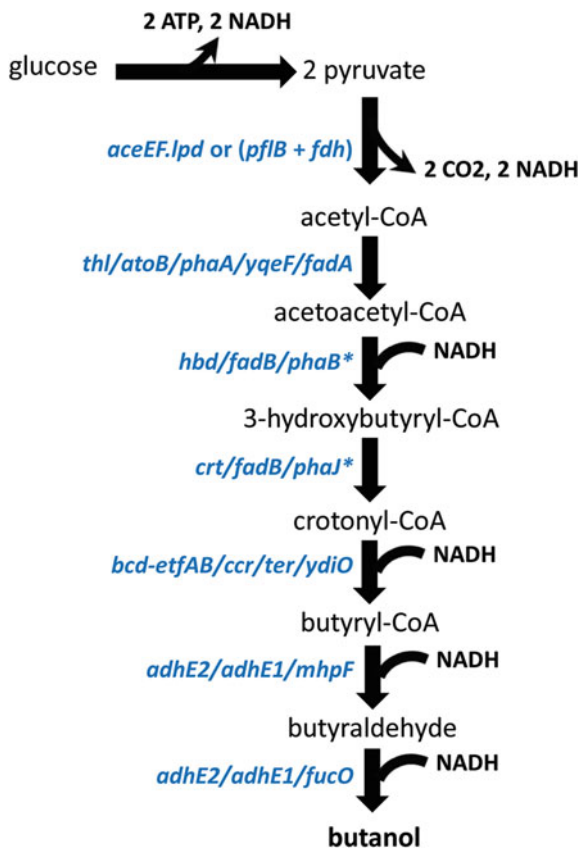 2 ATP, 2 NADH
glucose
2 pyruvate
aceEF.lpd or (pflB + fdh)
2 CO2, 2 NADH
acetyl-CoA
thl/atoB/phaA/yqeF/fadA
acetoacetyl-CoA
hbd/fadB/phaB*
NADH
3-hydroxybutyryl-CoA
crt/fadB/phaJ*
crotonyl-CoA
bcd-etfAB/ccr/ter/ydiO
NADH
butyryl-CoA
adhE2/adhE1/mhpF
NADH
butyraldehyde
adhE2/adhE1/fucO
NADH
butanol